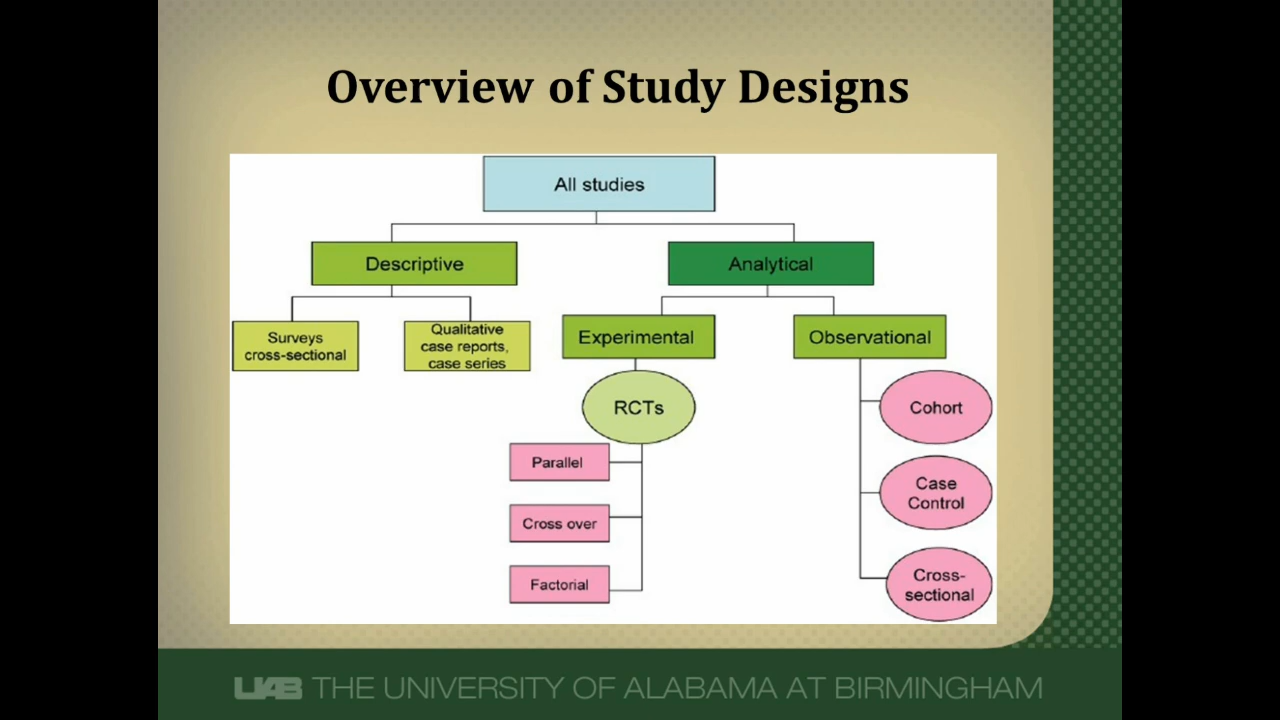 Overview of Study Designs
All studies
Descriptive
Analytical
Surveys
cross-sectional
Qualitative
case reports,
case series
Experimental
Observational
RCTs
Parallel
Cross over
Factorial
Cohort
Case
Control
Cross-
sectional
UAB THE UNIVERSITY OF ALABAMA AT BIRMINGHAM